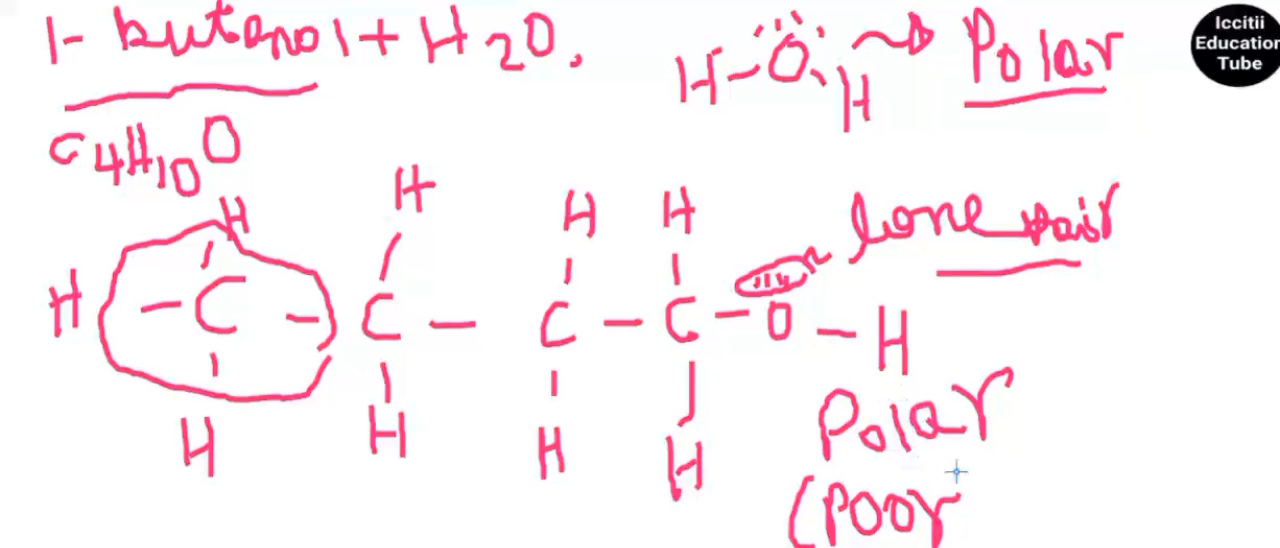 1- butanol + H2O.
H-O-H → Polar
Iccitii
Education
Tube
C4H10O
H H H H
lone pair
H - C - C - C - C - O - H
H H H H
Polar
(Poor